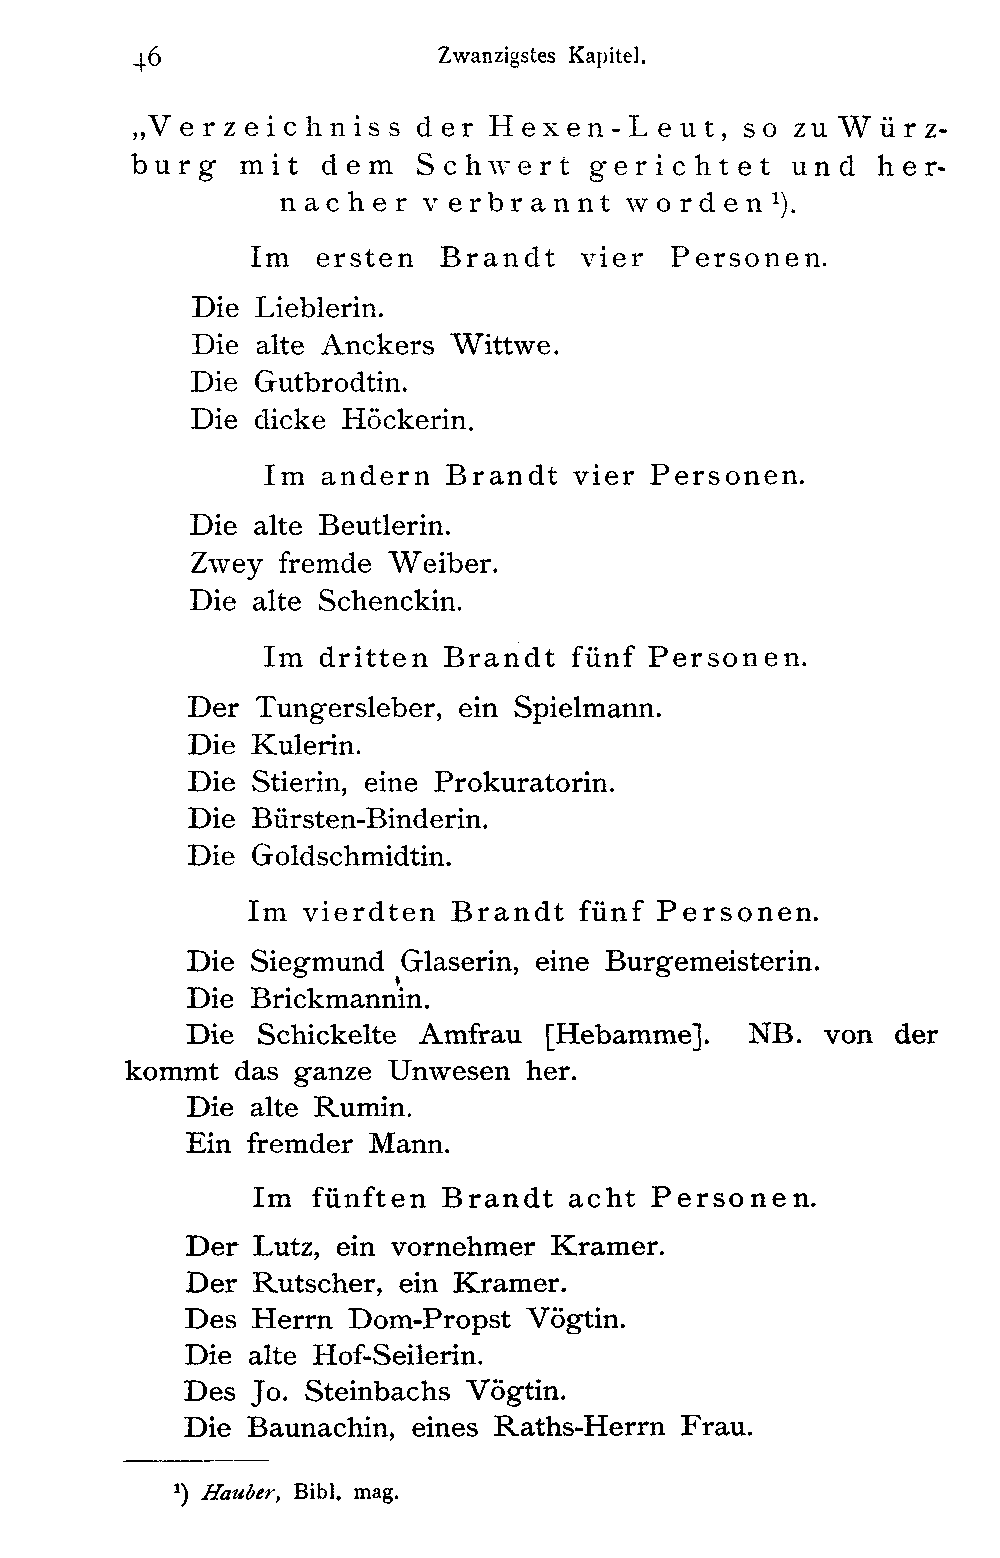 46 Zwanzigstes Kapitel.
„Verzeichniss der Hexen-Leut, so zu Würz-
burg mit dem Schwert gerichtet und her-
nacher verbrannt worden ¹).
Im ersten Brandt vier Personen.
Die Lieblerin.
Die alte Anckers Wittwe.
Die Gutbrodtin.
Die dicke Höckerin.
Im andern Brandt vier Personen.
Die alte Beutlerin.
Zwey fremde Weiber.
Die alte Schenckin.
Im dritten Brandt fünf Personen.
Der Tungersleber, ein Spielmann.
Die Kulerin.
Die Stierin, eine Prokuratorin.
Die Bürsten-Binderin.
Die Goldschmidtin.
Im vierdten Brandt fünf Personen.
Die Siegmund Glaserin, eine Burgemeisterin.
Die Brickmannin.
Die Schickelte Amfrau [Hebamme]. NB. von der
kommt das ganze Unwesen her.
Die alte Rumin.
Ein fremder Mann.
Im fünften Brandt acht Personen.
Der Lutz, ein vornehmer Kramer.
Der Rutscher, ein Kramer.
Des Herrn Dom-Propst Vögtin.
Die alte Hof-Seilerin.
Des Jo. Steinbachs Vögtin.
Die Baunachin, eines Raths-Herrn Frau.
¹) Hauber, Bibl. mag.